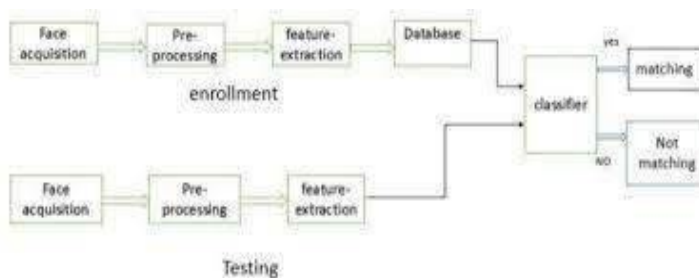 Face
acquisition
Pre-
processing
feature-
extraction
Database
enrollment
classifier
yes
matching
NO
Not
matching
Face
acquisition
Pre-
processing
feature-
extraction
Testing